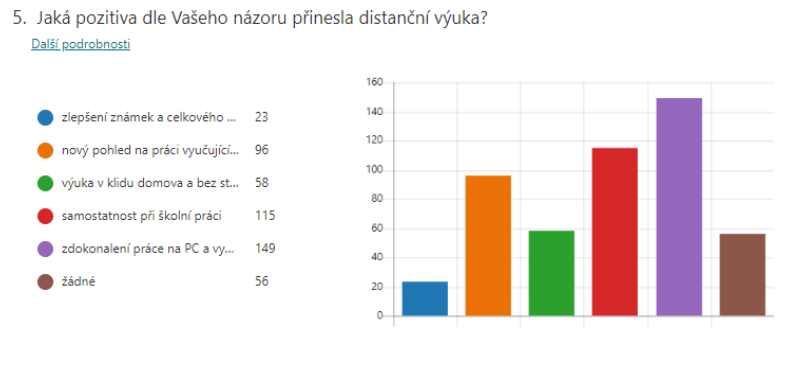 5. Jaká pozitiva dle Vašeho názoru přinesla distanční výuka?
Další podrobnosti
zlepšení známek a celkového ... 23
nový pohled na práci vyučující... 96
výuka v klidu domova a bez st... 58
samostatnost při školní práci 115
zdokonalení práce na PC a vy... 149
žádné 56
160
140
120
100
80
60
40
20
0